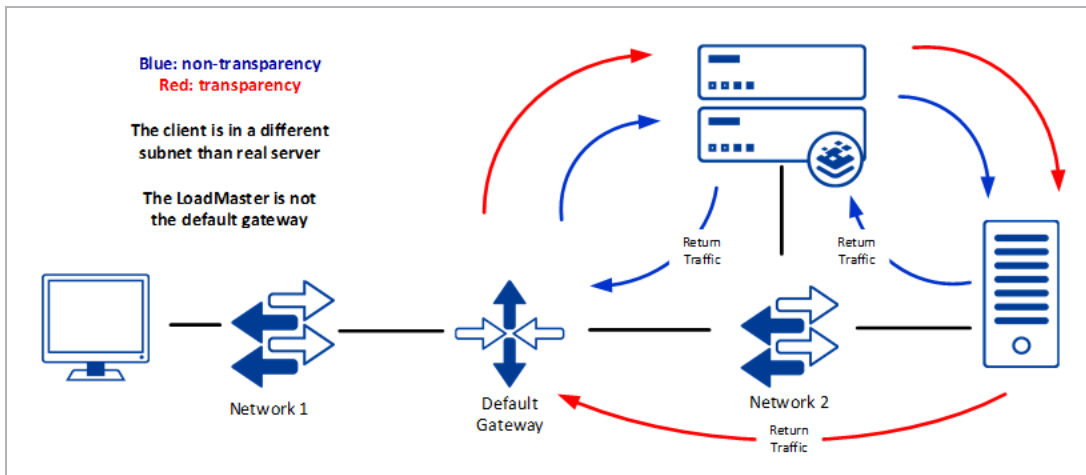 Blue: non-transparency
Red: transparency
The client is in a different
subnet than real server
The LoadMaster is not
the default gateway
Return
Traffic
Return
Traffic
Network 1
Default
Gateway
Network 2
Return
Traffic